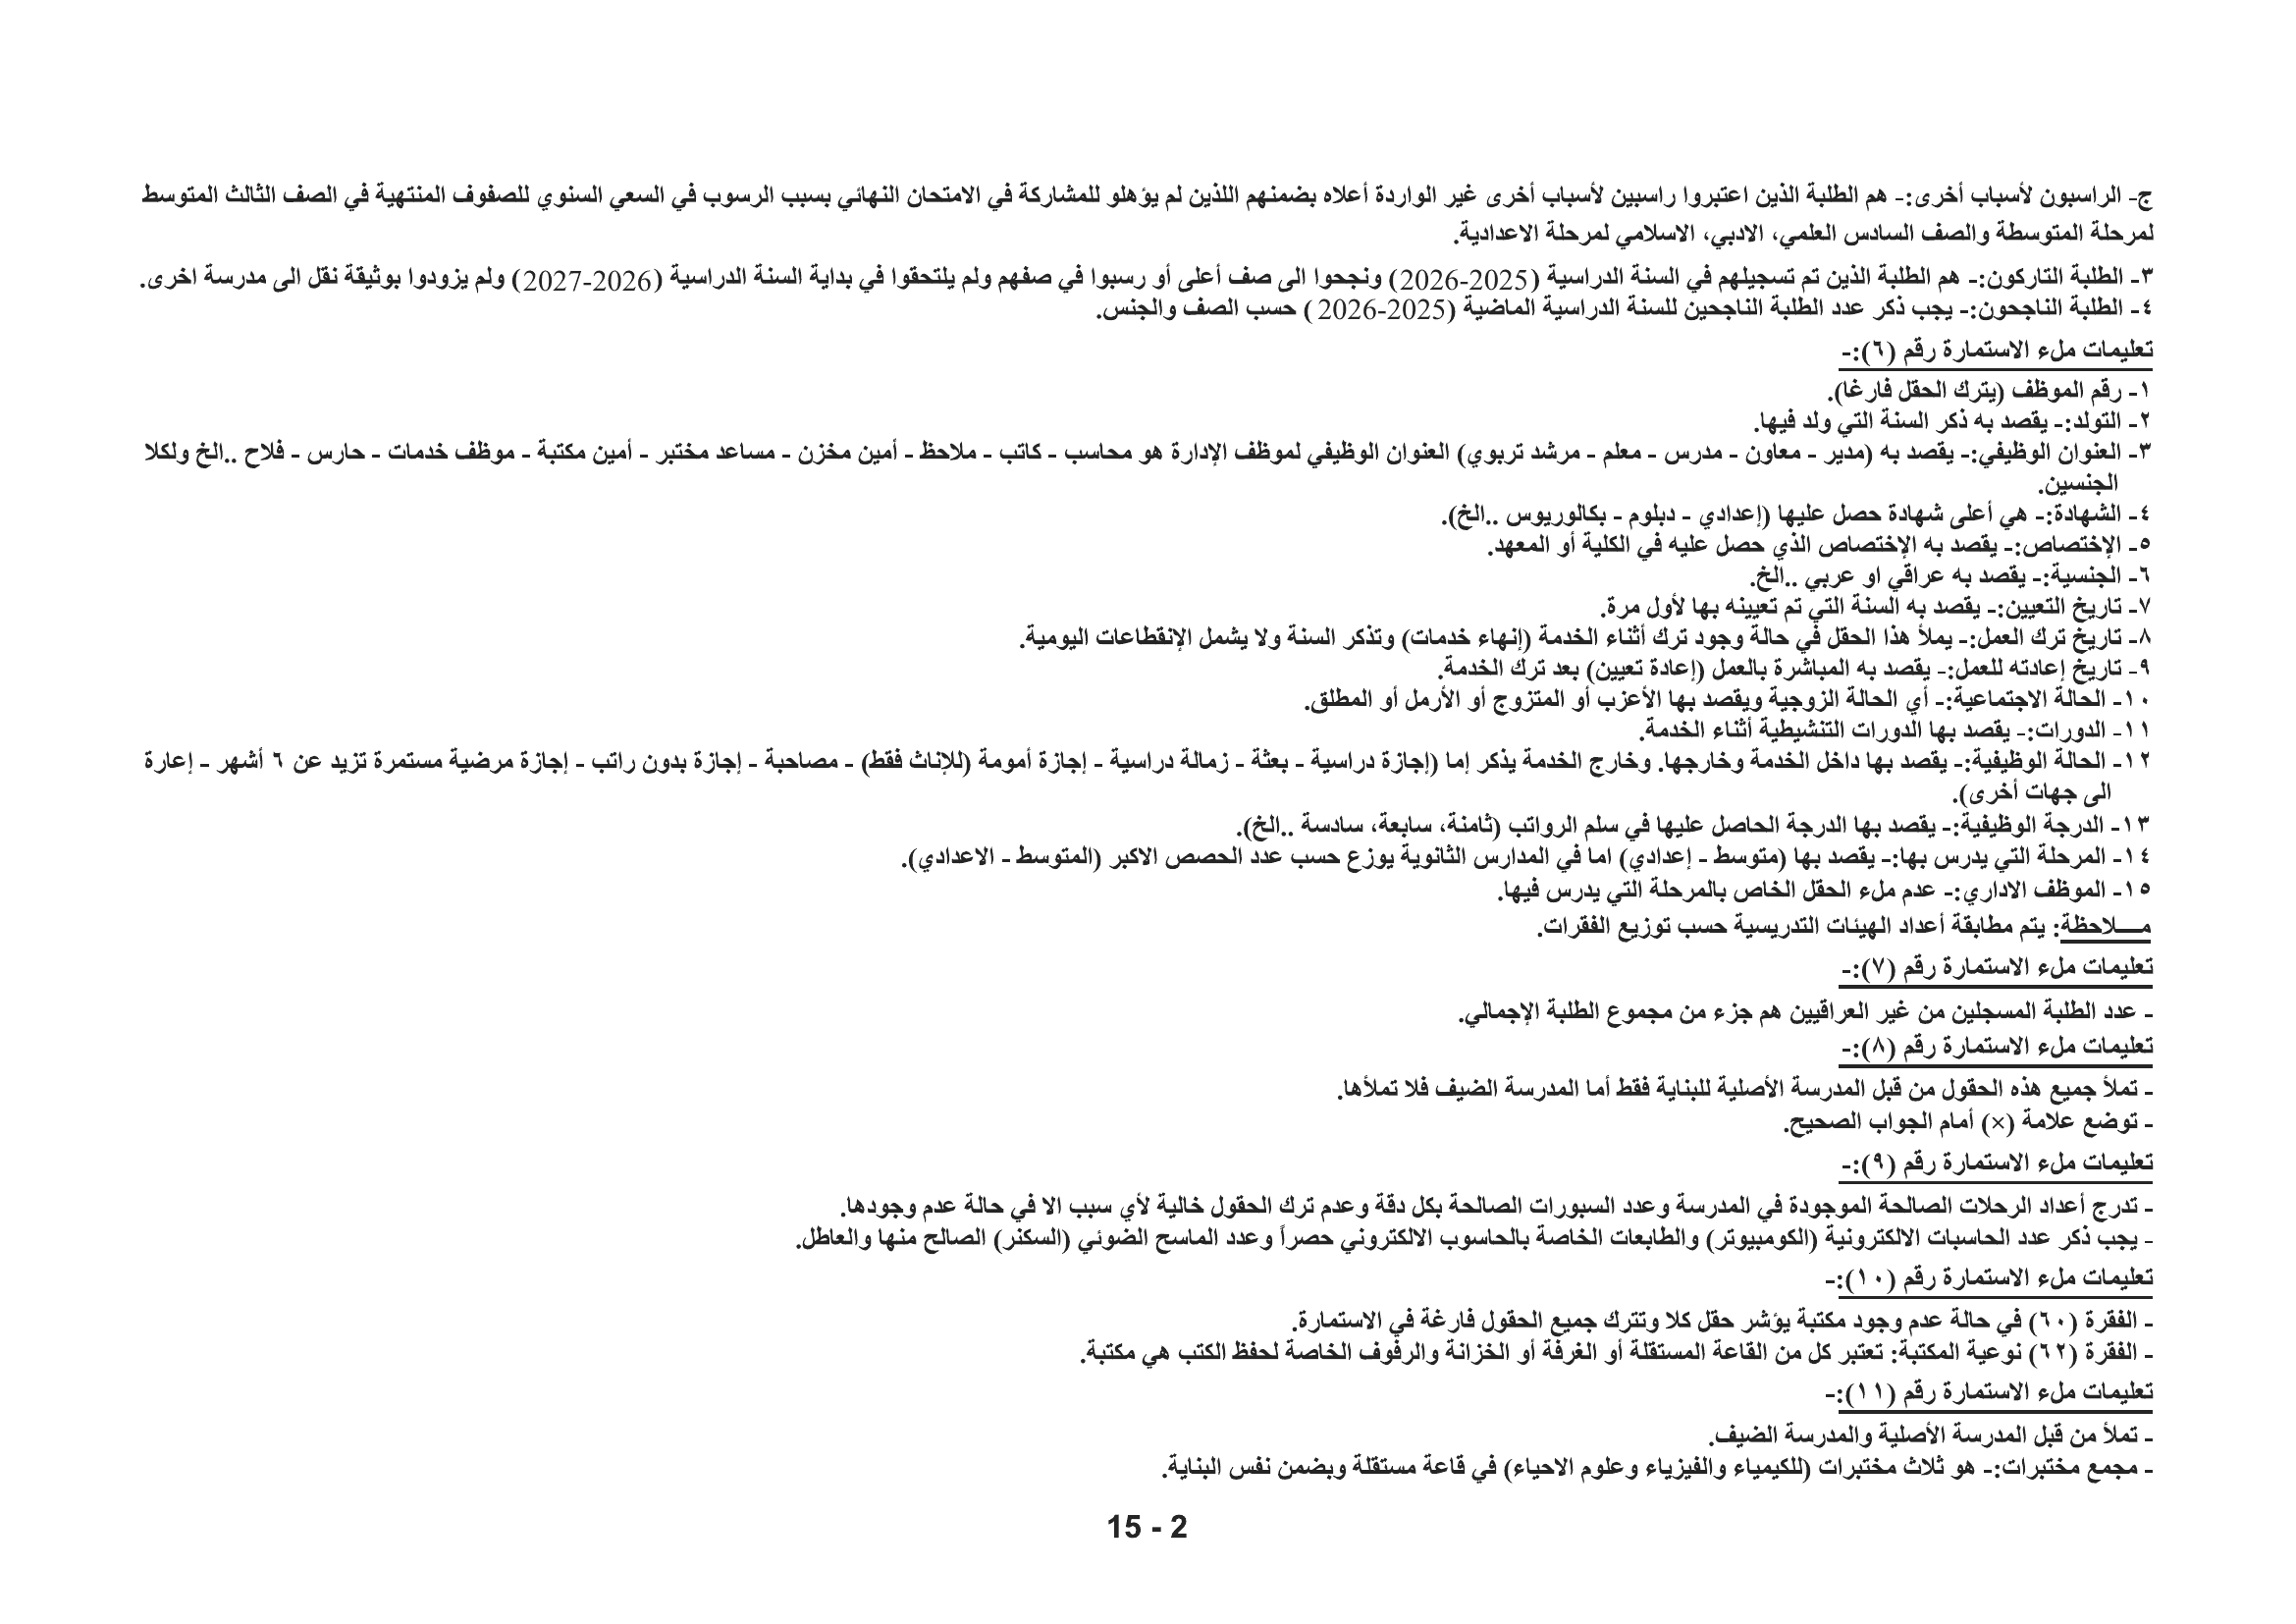 ج- الراسبون لأسباب أخرى:- هم الطلبة الذين اعتبروا راسبين لأسباب أخرى غير الواردة أعلاه بضمنهم اللذين لم يؤهلو للمشاركة في الامتحان النهائي بسبب الرسوب في السعي السنوي للصفوف المنتهية في الصف الثالث المتوسط
لمرحلة المتوسطة والصف السادس العلمي، الادبي، الاسلامي لمرحلة الاعدادية.
٣- الطلبة التاركون:- هم الطلبة الذين تم تسجيلهم في السنة الدراسية (2025-2026) ونجحوا الى صف أعلى أو رسبوا في صفهم ولم يلتحقوا في بداية السنة الدراسية (2026-2027) ولم يزودوا بوثيقة نقل الى مدرسة اخرى.
٤- الطلبة الناجحون:- يجب ذكر عدد الطلبة الناجحين للسنة الدراسية الماضية (2025-2026 ) حسب الصف والجنس.
تعليمات ملء الاستمارة رقم (٦):-
١- رقم الموظف (يترك الحقل فارغا).
٢- التولد:- يقصد به ذكر السنة التي ولد فيها.
٣- العنوان الوظيفي:- يقصد به (مدير - معاون - مدرس - معلم - مرشد تربوي) العنوان الوظيفي لموظف الإدارة هو محاسب - كاتب - ملاحظ - أمين مخزن - مساعد مختبر - أمين مكتبة - موظف خدمات - حارس - فلاح ..الخ ولكلا
الجنسين.
٤- الشهادة:- هي أعلى شهادة حصل عليها (إعدادي - دبلوم - بكالوريوس ..الخ).
٥- الإختصاص:- يقصد به الإختصاص الذي حصل عليه في الكلية أو المعهد.
٦- الجنسية:- يقصد به عراقي او عربي ..الخ.
٧- تاريخ التعيين:- يقصد به السنة التي تم تعيينه بها لأول مرة.
٨- تاريخ ترك العمل:- يملأ هذا الحقل في حالة وجود ترك أثناء الخدمة (إنهاء خدمات) وتذكر السنة ولا يشمل الإنقطاعات اليومية.
٩- تاريخ إعادته للعمل:- يقصد به المباشرة بالعمل (إعادة تعيين) بعد ترك الخدمة.
١٠- الحالة الاجتماعية:- أي الحالة الزوجية ويقصد بها الأعزب أو المتزوج أو الأرمل أو المطلق.
١١- الدورات:- يقصد بها الدورات التنشيطية أثناء الخدمة.
١٢- الحالة الوظيفية:- يقصد بها داخل الخدمة وخارجها. وخارج الخدمة يذكر إما (إجازة دراسية - بعثة - زمالة دراسية - إجازة أمومة (للإناث فقط) - مصاحبة - إجازة بدون راتب - إجازة مرضية مستمرة تزيد عن ٦ أشهر - إعارة
الى جهات أخرى).
١٣- الدرجة الوظيفية:- يقصد بها الدرجة الحاصل عليها في سلم الرواتب (ثامنة، سابعة، سادسة ..الخ).
١٤- المرحلة التي يدرس بها:- يقصد بها (متوسط - إعدادي) اما في المدارس الثانوية يوزع حسب عدد الحصص الاكبر (المتوسط - الاعدادي).
١٥- الموظف الاداري:- عدم ملء الحقل الخاص بالمرحلة التي يدرس فيها.
مـــلاحظة: يتم مطابقة أعداد الهيئات التدريسية حسب توزيع الفقرات.
تعليمات ملء الاستمارة رقم (٧):-
- عدد الطلبة المسجلين من غير العراقيين هم جزء من مجموع الطلبة الإجمالي.
تعليمات ملء الاستمارة رقم (٨):-
- تملأ جميع هذه الحقول من قبل المدرسة الأصلية للبناية فقط أما المدرسة الضيف فلا تملأها.
- توضع علامة (×) أمام الجواب الصحيح.
تعليمات ملء الاستمارة رقم (٩):-
- تدرج أعداد الرحلات الصالحة الموجودة في المدرسة وعدد السبورات الصالحة بكل دقة وعدم ترك الحقول خالية لأي سبب الا في حالة عدم وجودها.
- يجب ذكر عدد الحاسبات الالكترونية (الكومبيوتر) والطابعات الخاصة بالحاسوب الالكتروني حصراً وعدد الماسح الضوئي (السكنر) الصالح منها والعاطل.
تعليمات ملء الاستمارة رقم (١٠):-
- الفقرة (٦٠) في حالة عدم وجود مكتبة يؤشر حقل كلا وتترك جميع الحقول فارغة في الاستمارة.
- الفقرة (٦٢) نوعية المكتبة: تعتبر كل من القاعة المستقلة أو الغرفة أو الخزانة والرفوف الخاصة لحفظ الكتب هي مكتبة.
تعليمات ملء الاستمارة رقم (١١):-
- تملأ من قبل المدرسة الأصلية والمدرسة الضيف.
- مجمع مختبرات:- هو ثلاث مختبرات (للكيمياء والفيزياء وعلوم الاحياء) في قاعة مستقلة وبضمن نفس البناية.
15 - 2